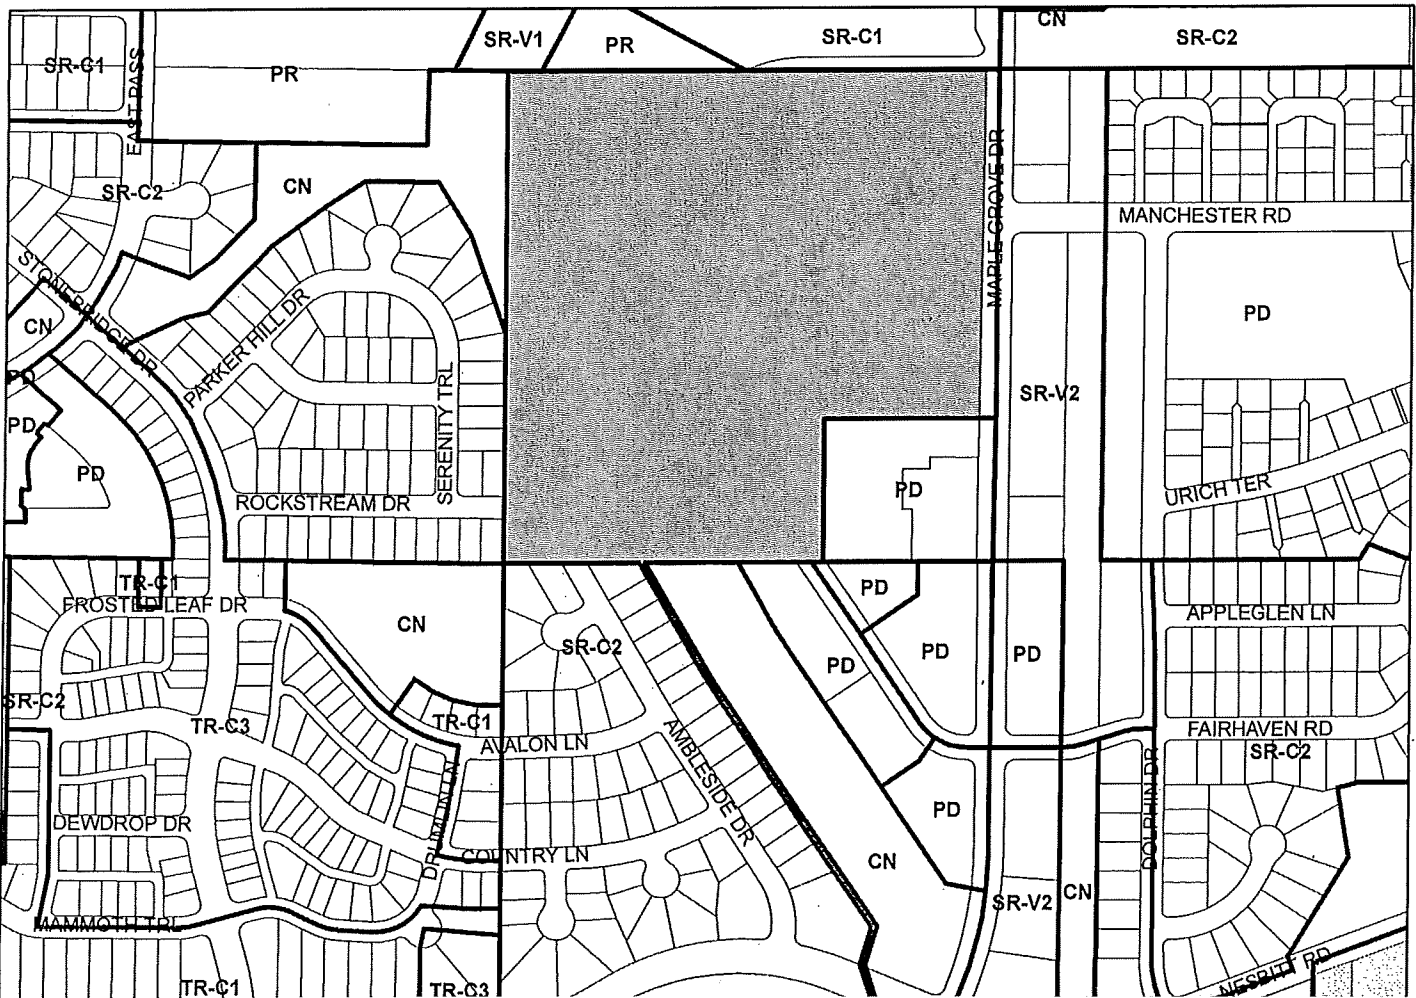 CN
SR-V1
PR
SR-C1
SR-C2
SR-C1
PR
EAST PASS
SR-C2
CN
MAPLE GROVE DR
MANCHESTER RD
STONEBRIDGE DR
CN
PARKER HILL DR
PD
PD
SR-V2
PD
PD
SERENITY TRL
PD
ROCKSTREAM DR
PD
URICH TER
TR-C1
FROSTED LEAF DR
CN
PD
APPLEGLEN LN
SR-C2
PD
PD
PD
SR-C2
TR-C3
TR-C1
AVALON LN
AMBLESIDE DR
FAIRHAVEN RD
SR-C2
DEWDROP DR
DRUMLIN LN
PD
DOLPHIN DR
COUNTRY LN
CN
SR-V2
CN
MAMMOTH TRL
NESBITT RD
TR-C1
TR-C3